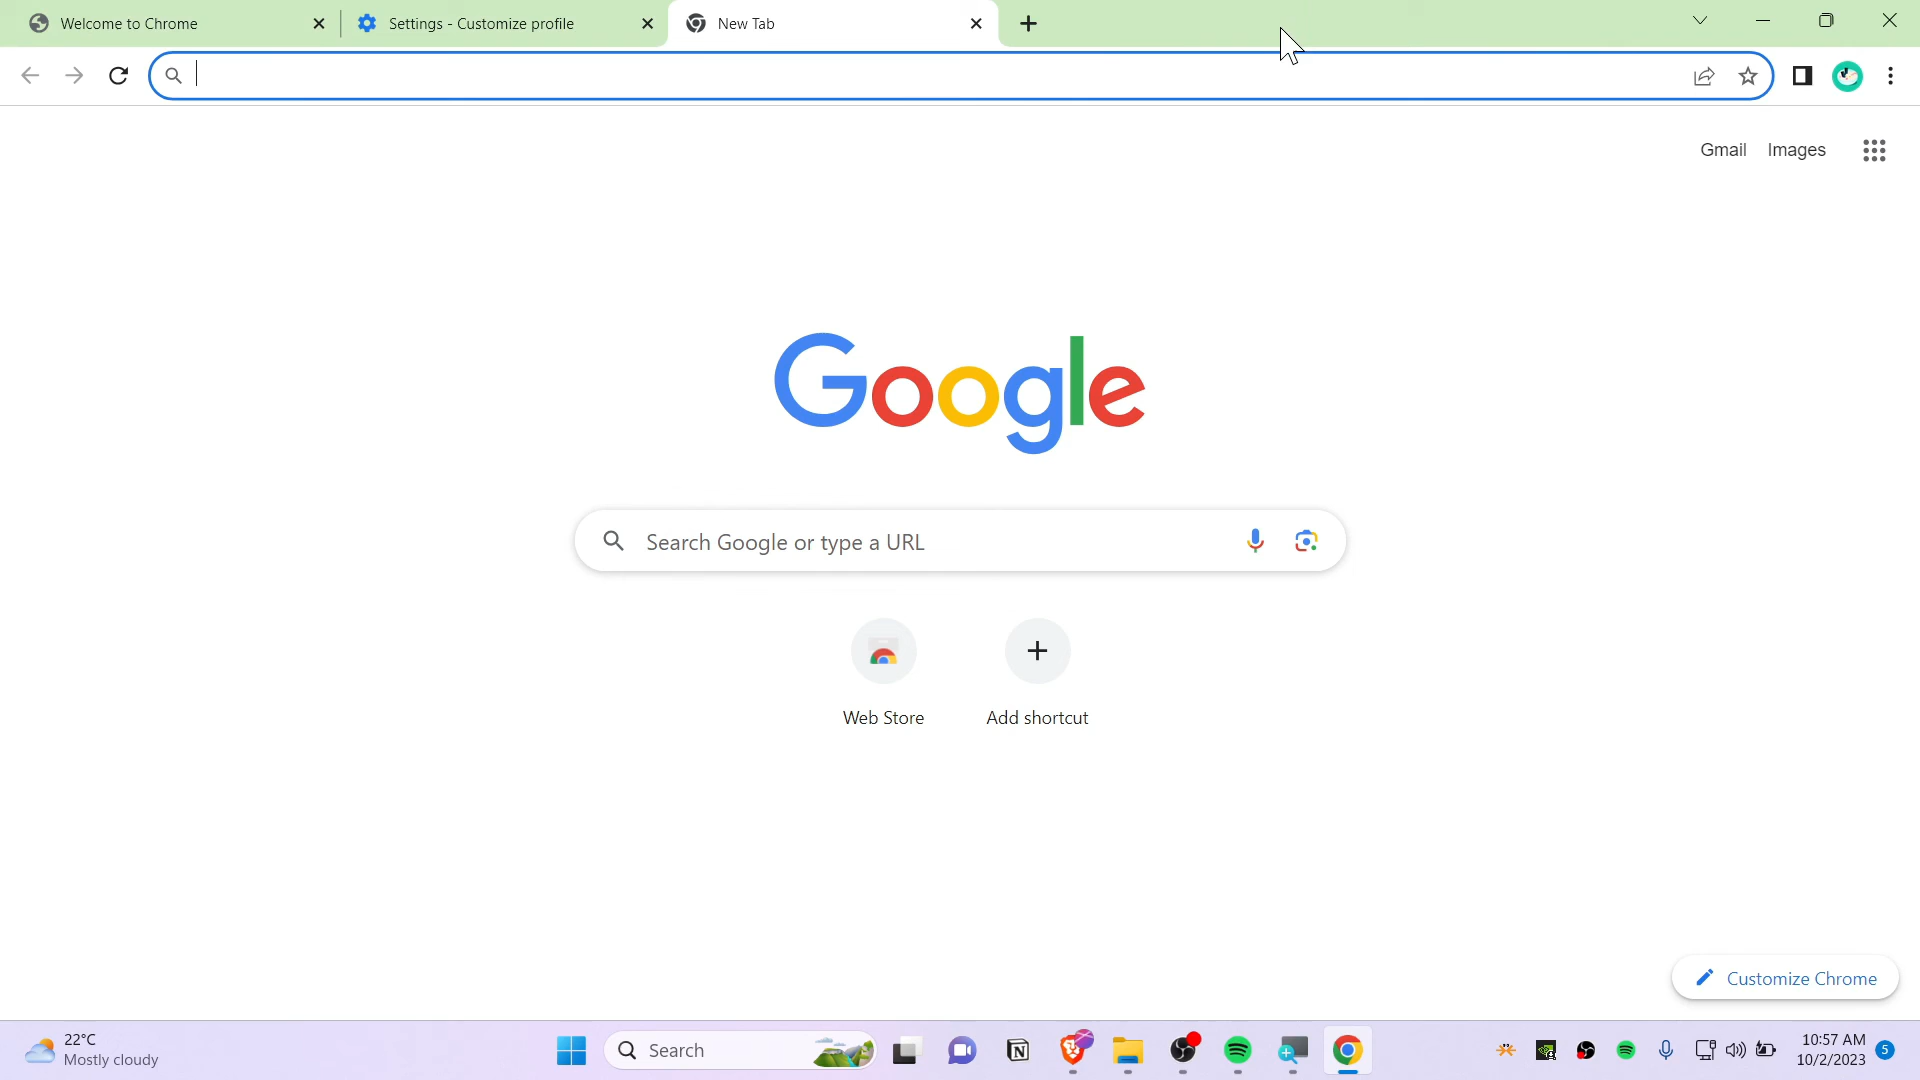 Welcome to Chrome
Settings - Customize profile
New Tab
Gmail Images
Google
Search Google or type a URL
Web Store
Add shortcut
Customize Chrome
22°C
Mostly cloudy
Search
10:57 AM
10/2/2023
5